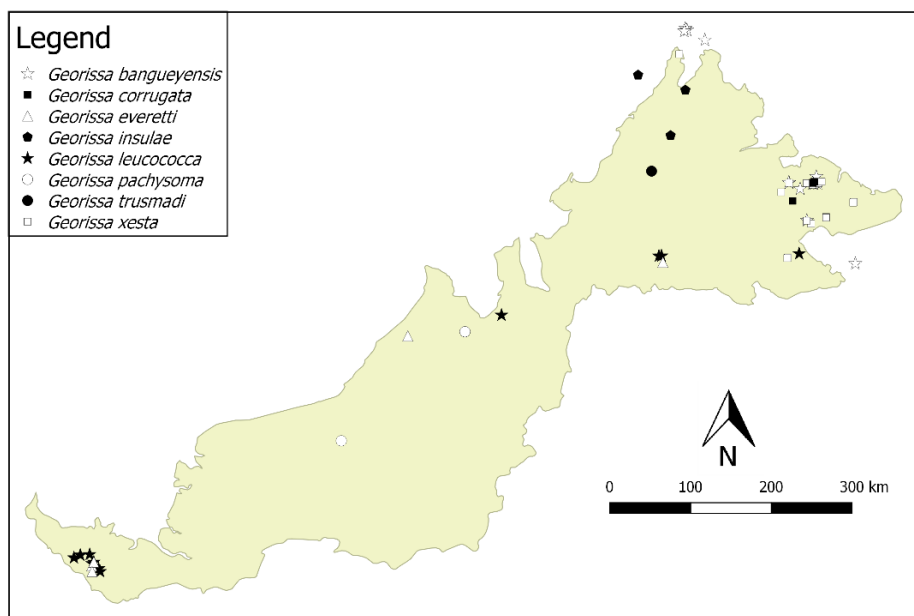 Legend
Georissa bangueyensis
Georissa corrugata
Georissa everetti
Georissa insulae
Georissa leucococca
Georissa pachysoma
Georissa trusmadi
Georissa xesta
N
0 100 200 300 km